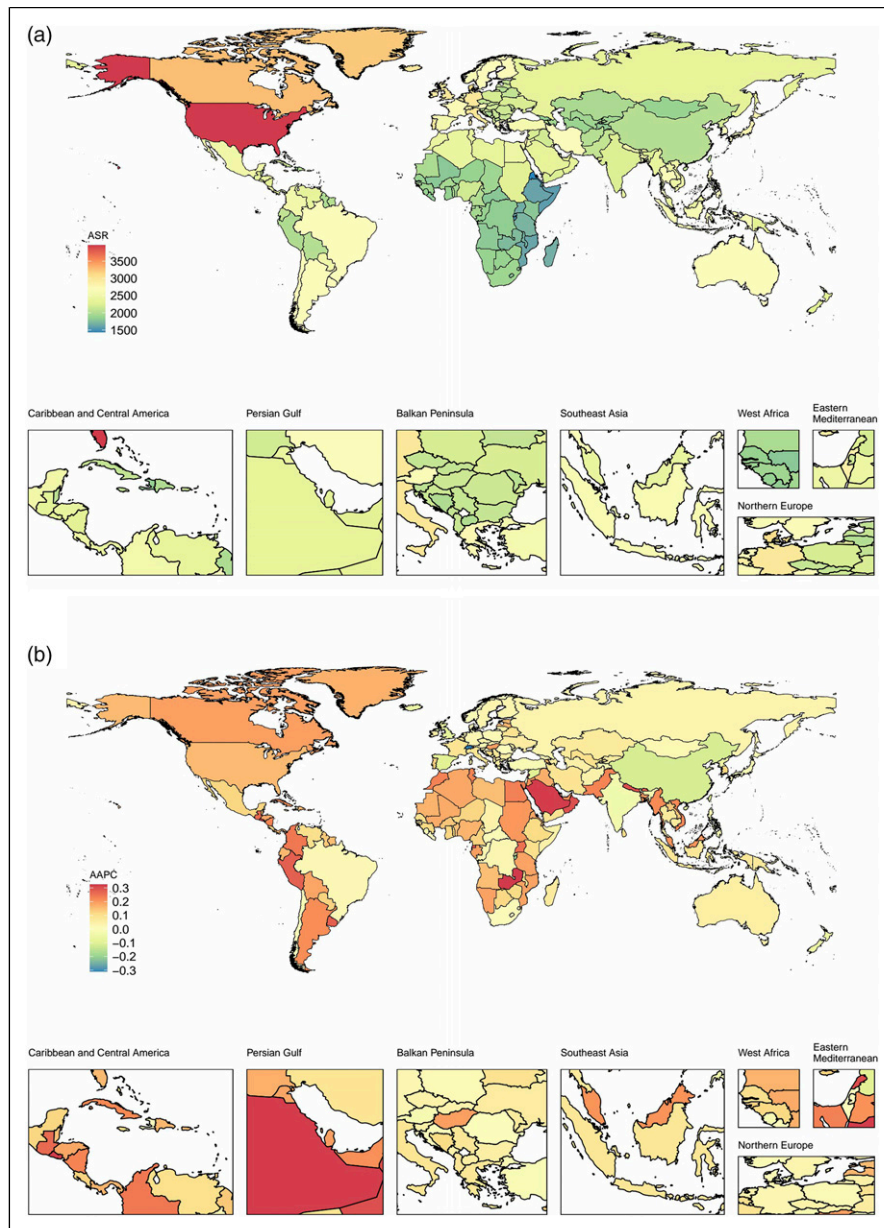 (a)
ASR
3500
3000
2500
2000
1500
Caribbean and Central America
Persian Gulf
Balkan Peninsula
Southeast Asia
West Africa
Eastern
Mediterranean
Northern Europe
(b)
AAPC
0.3
0.2
0.1
0.0
−0.1
−0.2
−0.3
Caribbean and Central America
Persian Gulf
Balkan Peninsula
Southeast Asia
West Africa
Eastern
Mediterranean
Northern Europe